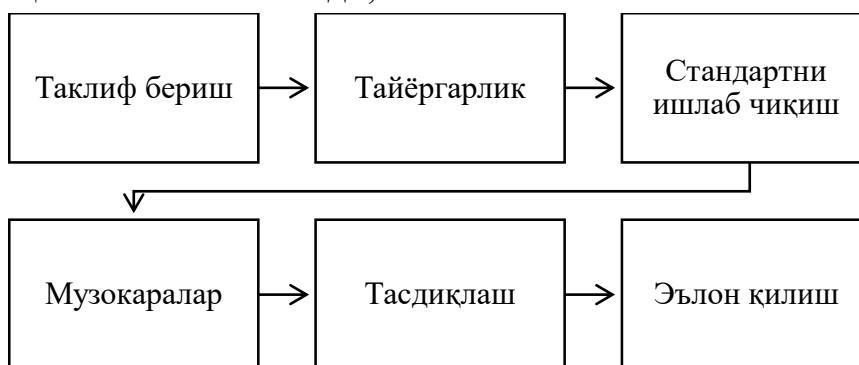 Таклиф бериш
Тайёргарлик
Стандартни
ишлаб чиқиш
Музокаралар
Тасдиқлаш
Эълон қилиш